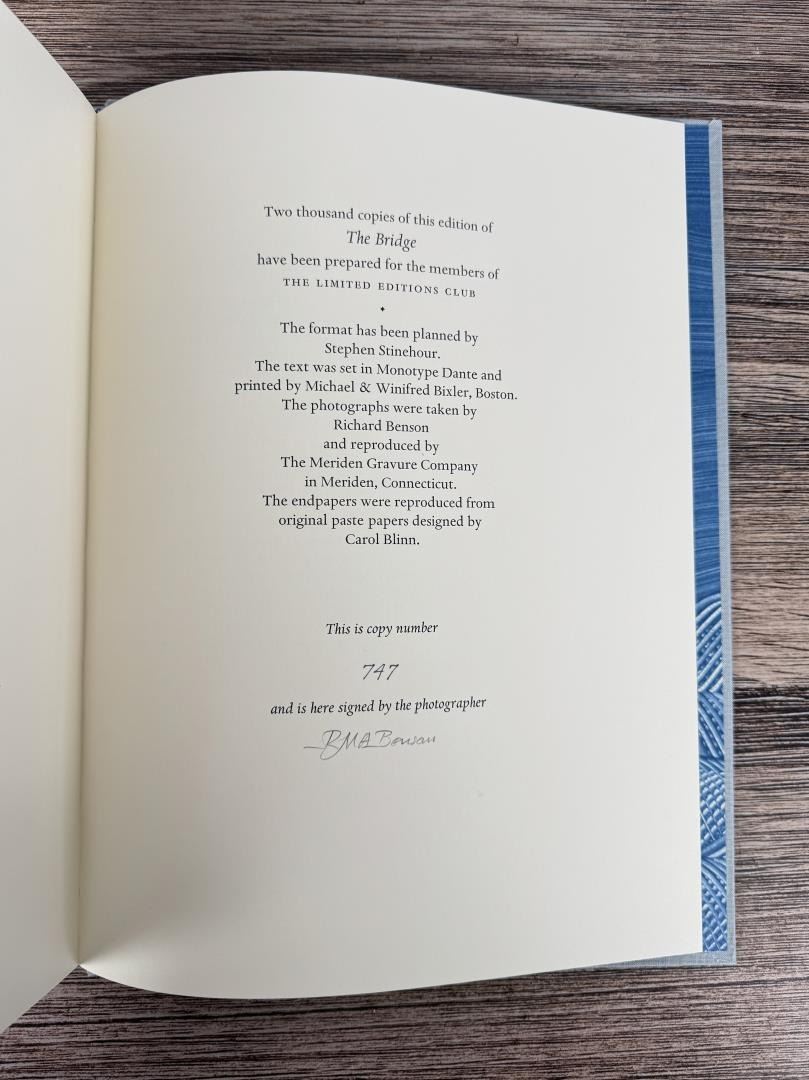 Two thousand copies of this edition of
The Bridge
have been prepared for the members of
THE LIMITED EDITIONS CLUB
The format has been planned by
Stephen Stinehour.
The text was set in Monotype Dante and
printed by Michael & Winifred Bixler, Boston.
The photographs were taken by
Richard Benson
and reproduced by
The Meriden Gravure Company
in Meriden, Connecticut.
The endpapers were reproduced from
original paste papers designed by
Carol Blinn.
This is copy number
747
and is here signed by the photographer
RMA Benson